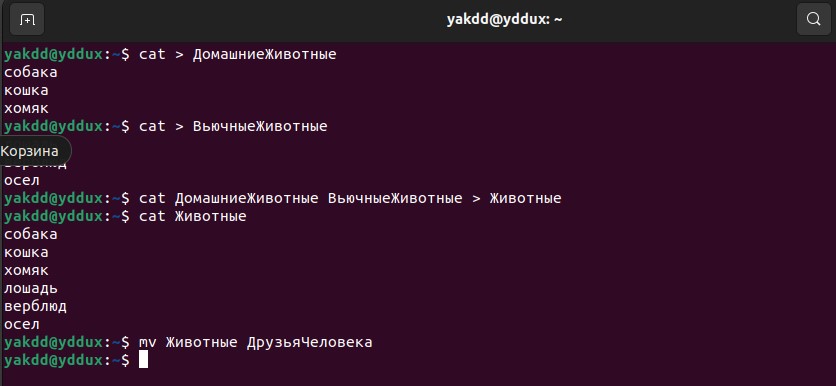 yakdd@yddux: ~
yakdd@yddux:~$ cat > ДомашниеЖивотные
собака
кошка
хомяк
yakdd@yddux:~$ cat > ВьючныеЖивотные
Корзина
верблюд
осел
yakdd@yddux:~$ cat ДомашниеЖивотные ВьючныеЖивотные > Животные
yakdd@yddux:~$ cat Животные
собака
кошка
хомяк
лошадь
верблюд
осел
yakdd@yddux:~$ mv Животные ДрузьяЧеловека
yakdd@yddux:~$